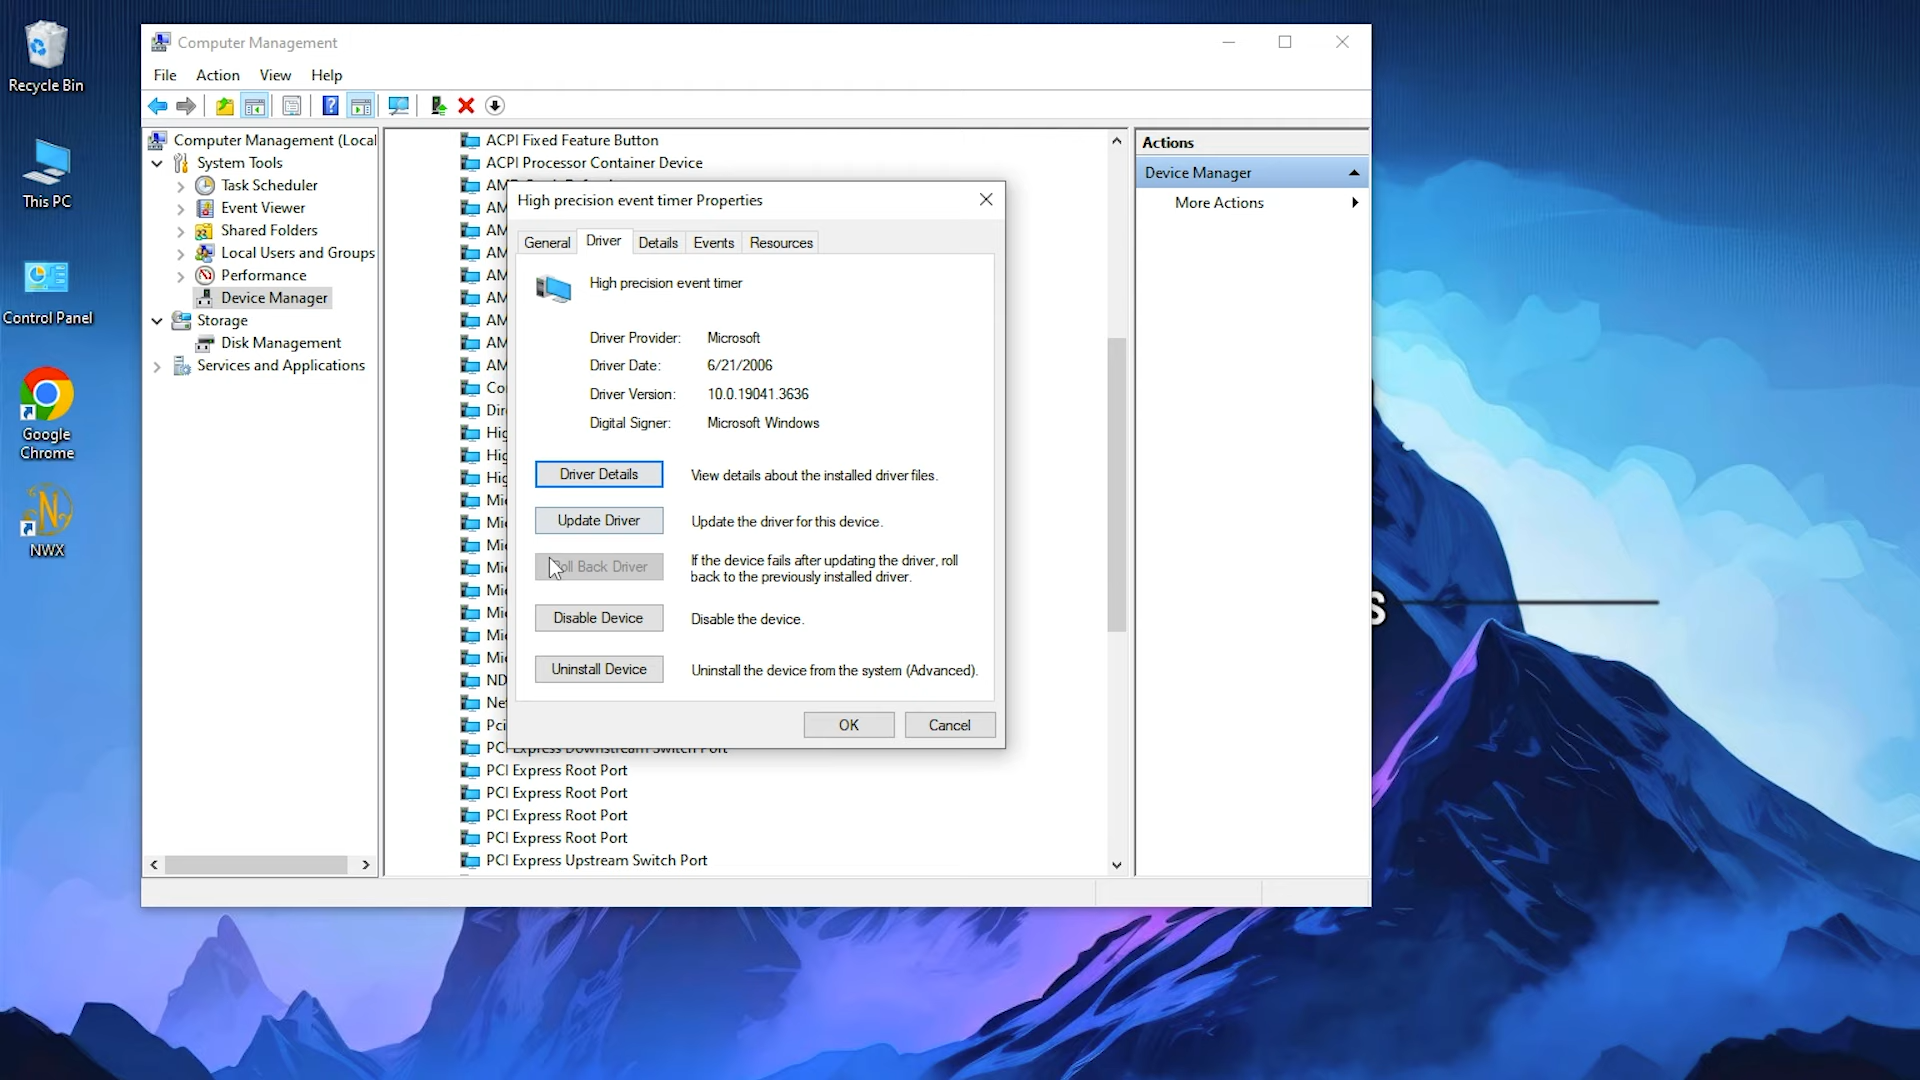 Recycle Bin
This PC
Control Panel
Google
Chrome
NWX
Computer Management
File Action View Help
Computer Management (Local
System Tools
Task Scheduler
Event Viewer
Shared Folders
Local Users and Groups
Performance
Device Manager
Storage
Disk Management
Services and Applications
ACPI Fixed Feature Button
ACPI Processor Container Device
High precision event timer Properties
General Driver Details Events Resources
High precision event timer
Driver Provider: Microsoft
Driver Date: 6/21/2006
Driver Version: 10.0.19041.3636
Digital Signer: Microsoft Windows
Driver Details View details about the installed driver files.
Update Driver Update the driver for this device.
Roll Back Driver If the device fails after updating the driver, roll
back to the previously installed driver.
Disable Device Disable the device.
Uninstall Device Uninstall the device from the system (Advanced).
OK Cancel
PCI Express Downstream Switch Port
PCI Express Root Port
PCI Express Root Port
PCI Express Root Port
PCI Express Root Port
PCI Express Upstream Switch Port
Actions
Device Manager
More Actions